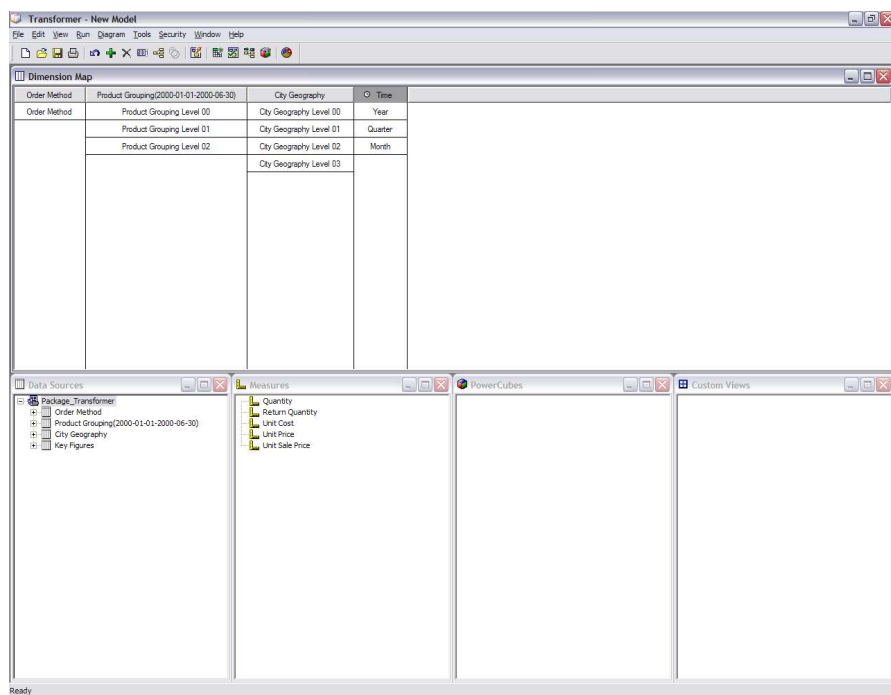 Transformer - New Model
File Edit View Run Diagram Tools Security Window Help
Dimension Map
Order Method Product Grouping(2000-01-01-2000-06-30) City Geography Time
Order Method Product Grouping Level 00 City Geography Level 00 Year
Product Grouping Level 01 City Geography Level 01 Quarter
Product Grouping Level 02 City Geography Level 02 Month
City Geography Level 03
Data Sources
Package_Transformer
Order Method
Product Grouping(2000-01-01-2000-06-30)
City Geography
Key Figures
Measures
Quantity
Return Quantity
Unit Cost
Unit Price
Unit Sale Price
PowerCubes
Custom Views
Ready